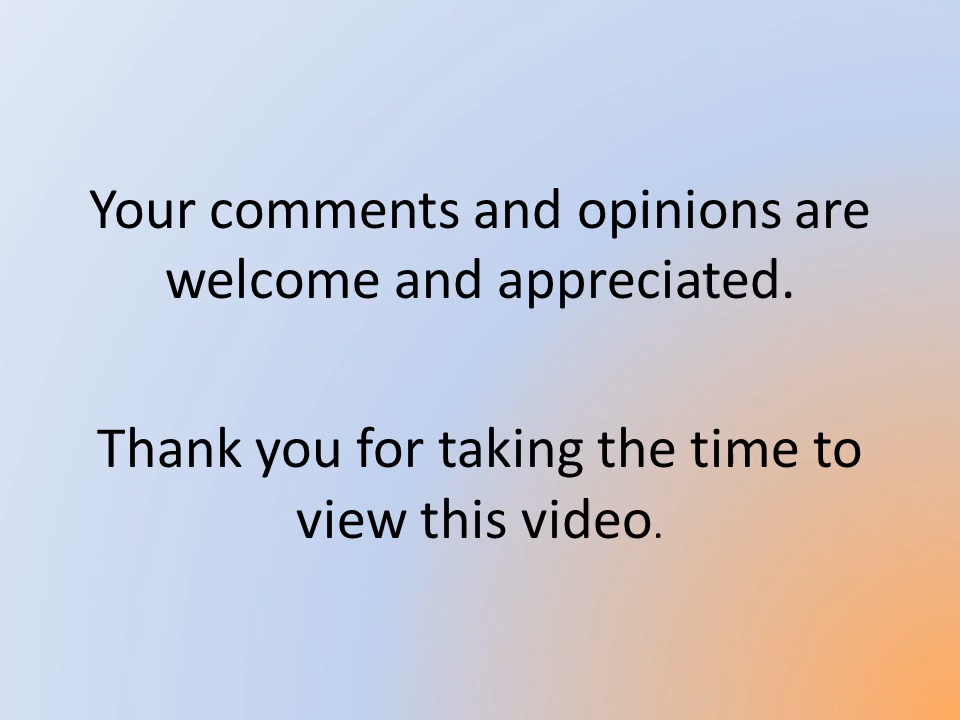 Your comments and opinions are
welcome and appreciated.
Thank you for taking the time to
view this video.